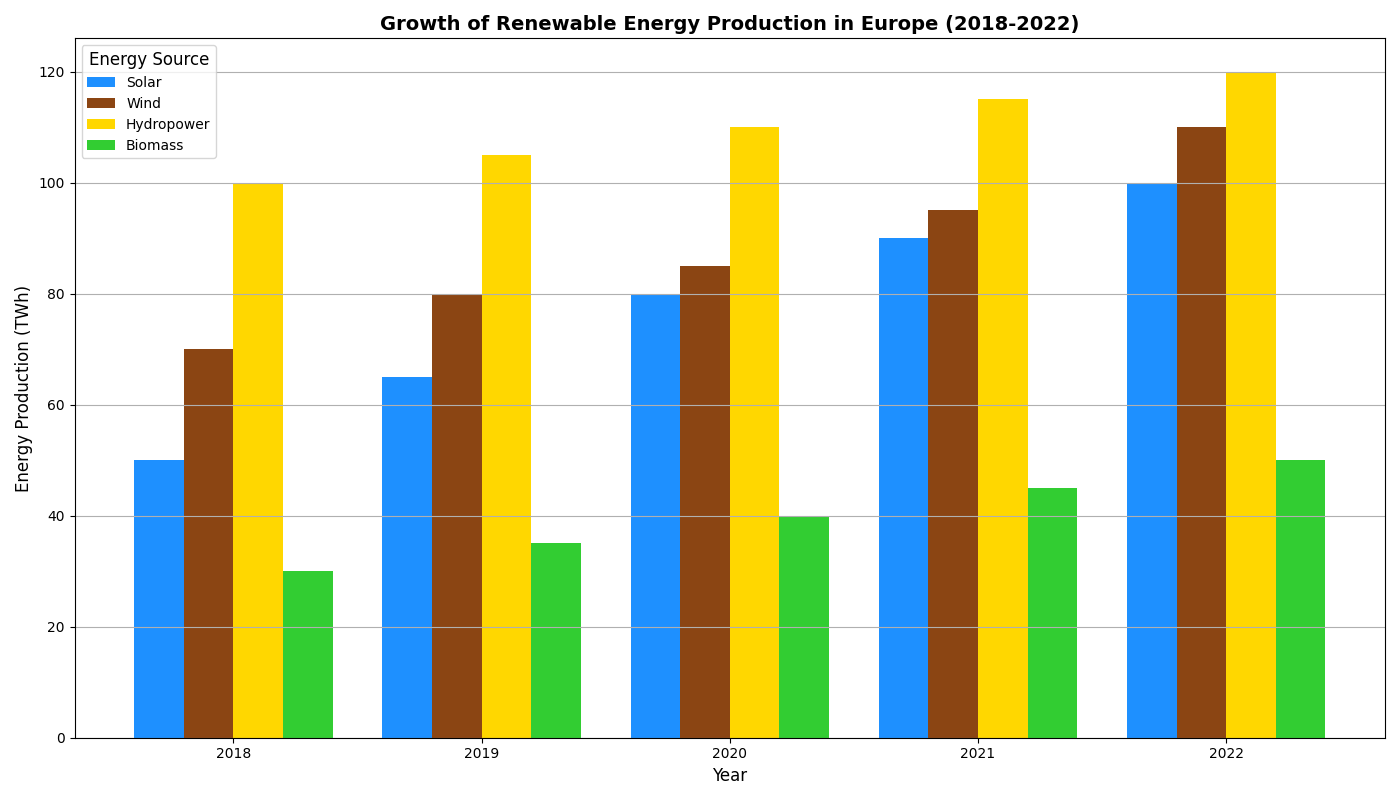 Growth of Renewable Energy Production in Europe (2018-2022)
Energy Source
Solar
Wind
Hydropower
Biomass
120
100
80
60
40
20
0
Energy Production (TWh)
2018 2019 2020 2021 2022
Year